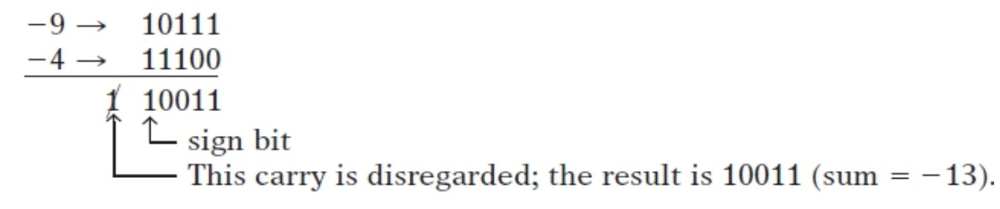 −9 → 10111
−4 → 11100
1 10011
sign bit
This carry is disregarded; the result is 10011 (sum = −13).